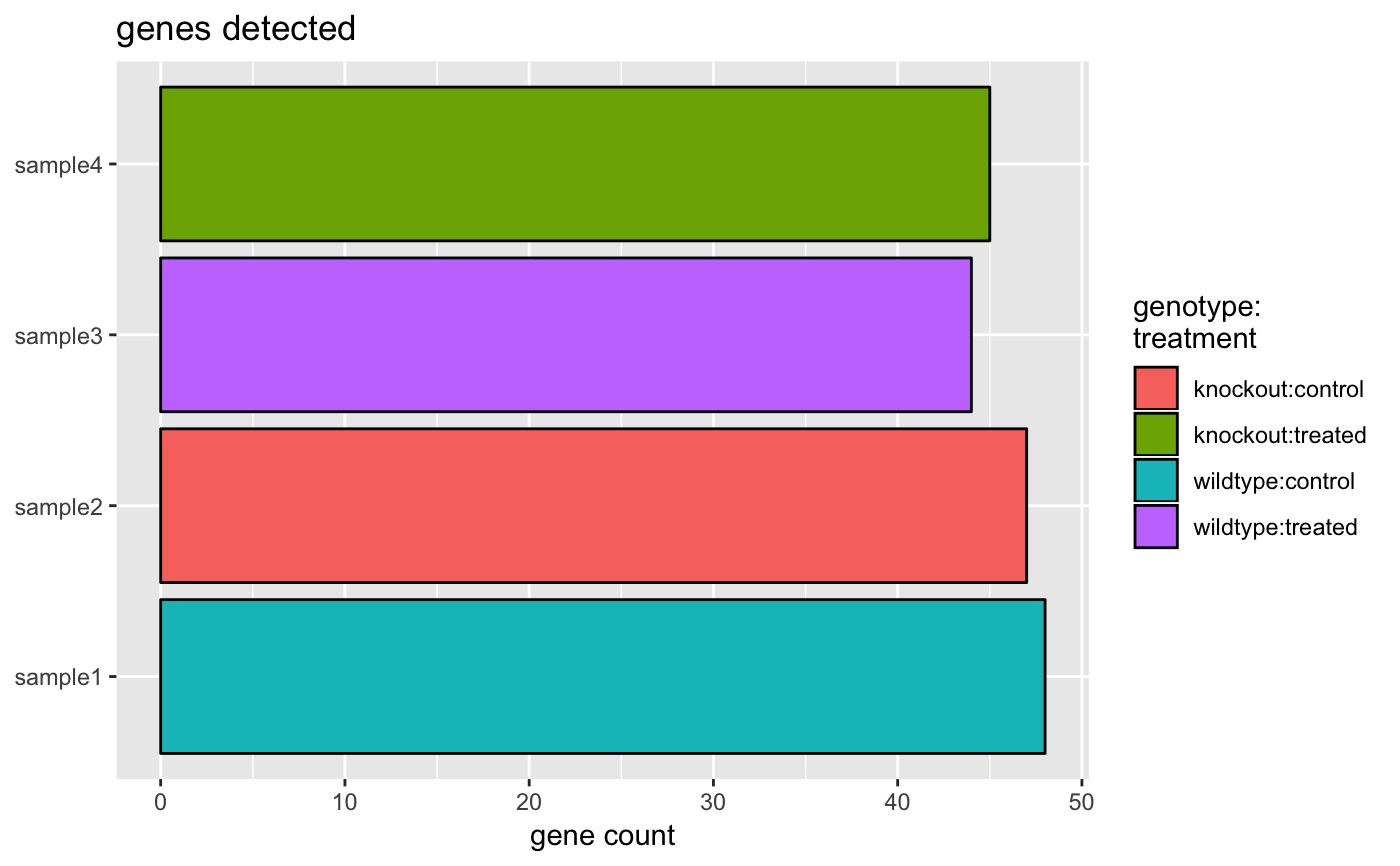 genes detected
sample4
sample3
sample2
sample1
0 10 20 30 40 50
gene count
genotype:
treatment
knockout:control
knockout:treated
wildtype:control
wildtype:treated